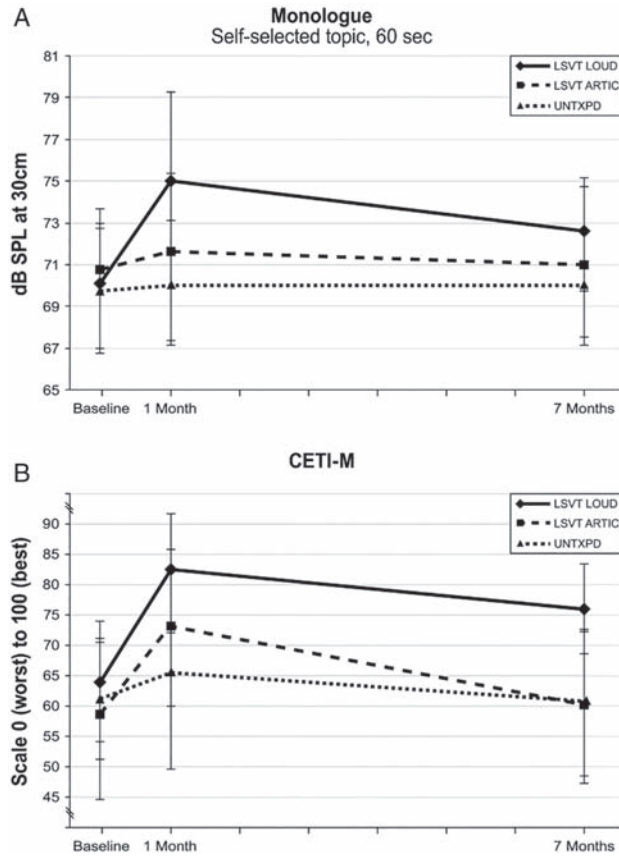 A
Monologue
Self-selected topic, 60 sec
81
79
77
75
73
71
69
67
65
dB SPL at 30cm
LSVT LOUD
LSVT ARTIC
UNTXPD
Baseline 1 Month 7 Months
B
CETI-M
90
85
80
75
70
65
60
55
50
45
Scale 0 (worst) to 100 (best)
LSVT LOUD
LSVT ARTIC
UNTXPD
Baseline 1 Month 7 Months